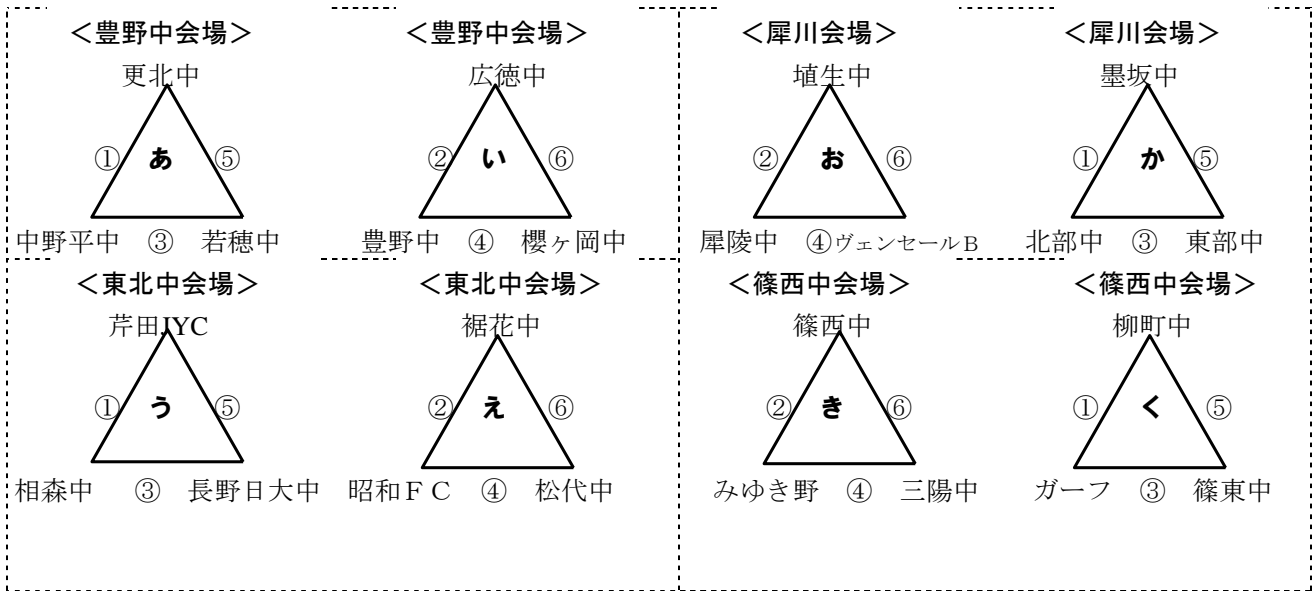 ＜豊野中会場＞ ＜豊野中会場＞ ＜犀川会場＞ ＜犀川会場＞
更北中 広徳中 埴生中 墨坂中
① あ ⑤ ② い ⑥ ② お ⑥ ① か ⑤
中野平中 ③ 若穂中 豊野中 ④ 櫻ヶ岡中 犀陵中 ④ヴェンセールＢ 北部中 ③ 東部中
＜東北中会場＞ ＜東北中会場＞ ＜篠西中会場＞ ＜篠西中会場＞
芹田JYC 裾花中 篠西中 柳町中
① う ⑤ ② え ⑥ ② き ⑥ ① く ⑤
相森中 ③ 長野日大中 昭和ＦＣ ④ 松代中 みゆき野 ④ 三陽中 ガーフ ③ 篠東中